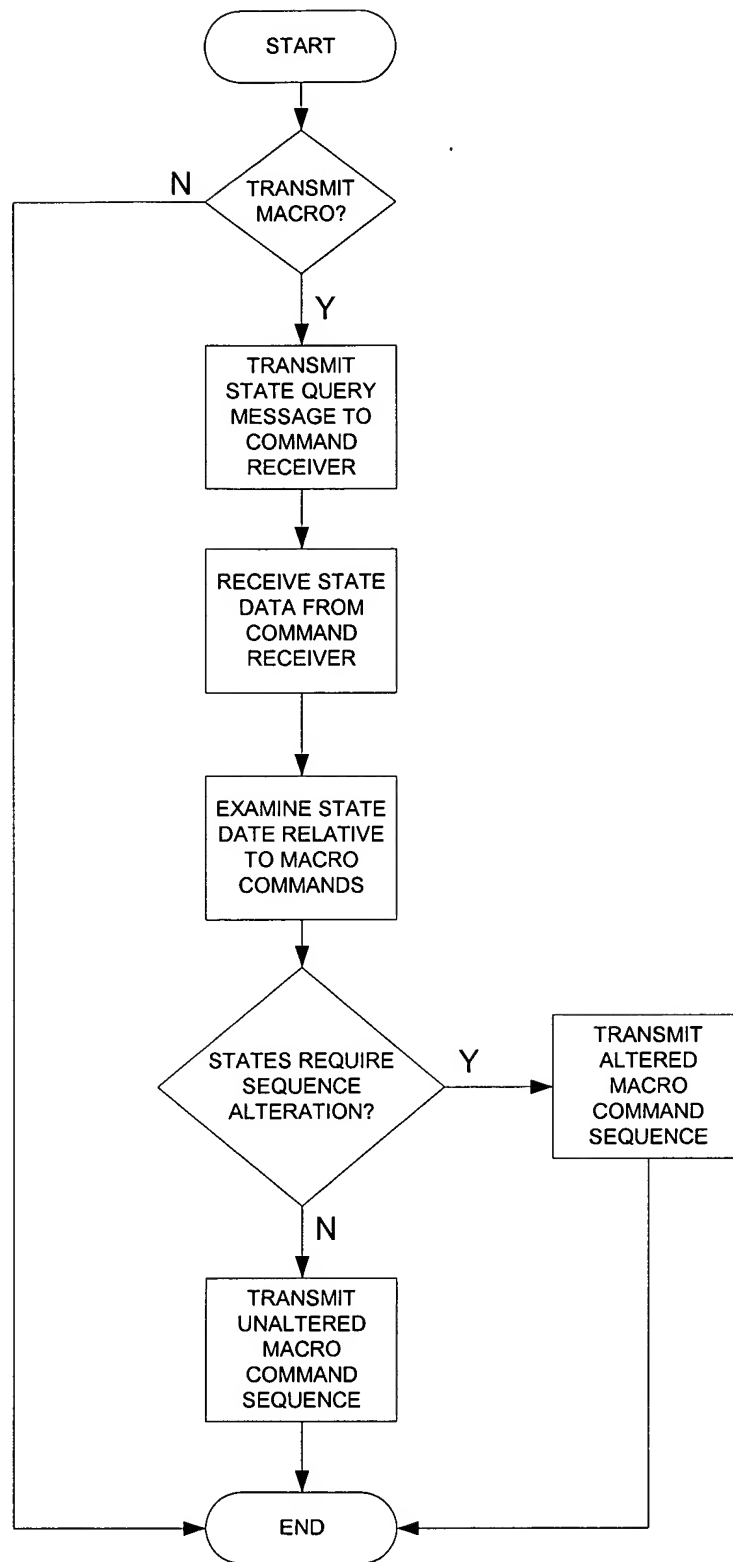 START
TRANSMIT
MACRO?
N
Y
TRANSMIT
STATE QUERY
MESSAGE TO
COMMAND
RECEIVER
RECEIVE STATE
DATA FROM
COMMAND
RECEIVER
EXAMINE STATE
DATE RELATIVE
TO MACRO
COMMANDS
STATES REQUIRE
SEQUENCE
ALTERATION?
Y
TRANSMIT
ALTERED
MACRO
COMMAND
SEQUENCE
N
TRANSMIT
UNALTERED
MACRO
COMMAND
SEQUENCE
END